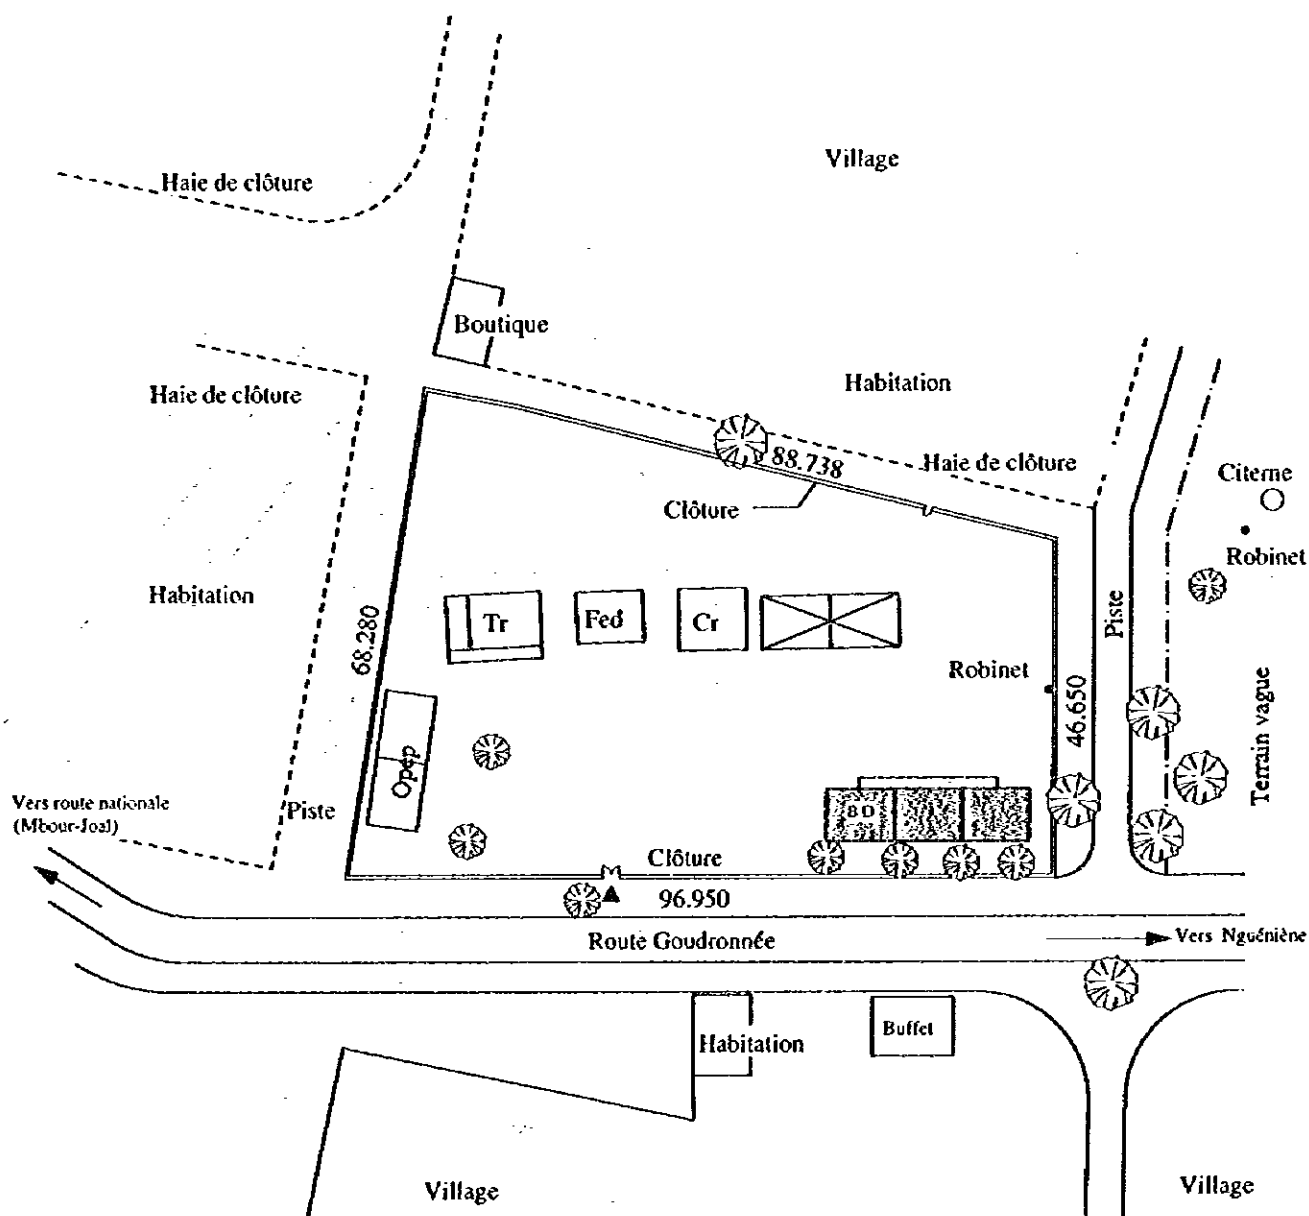 Village
Haie de clôture
Boutique
Habitation
Haie de clôture
88.738
Haie de clôture
Citerne
Clôture
Robinet
Habitation
Tr
Fed
Cr
Piste
68.280
Robinet
46.650
Terrain vague
Opep
Vers route nationale
(Mbour-Joal)
Piste
80
Clôture
96.950
Route Goudronnée
Vers Nguéniène
Habitation
Buffet
Village
Village